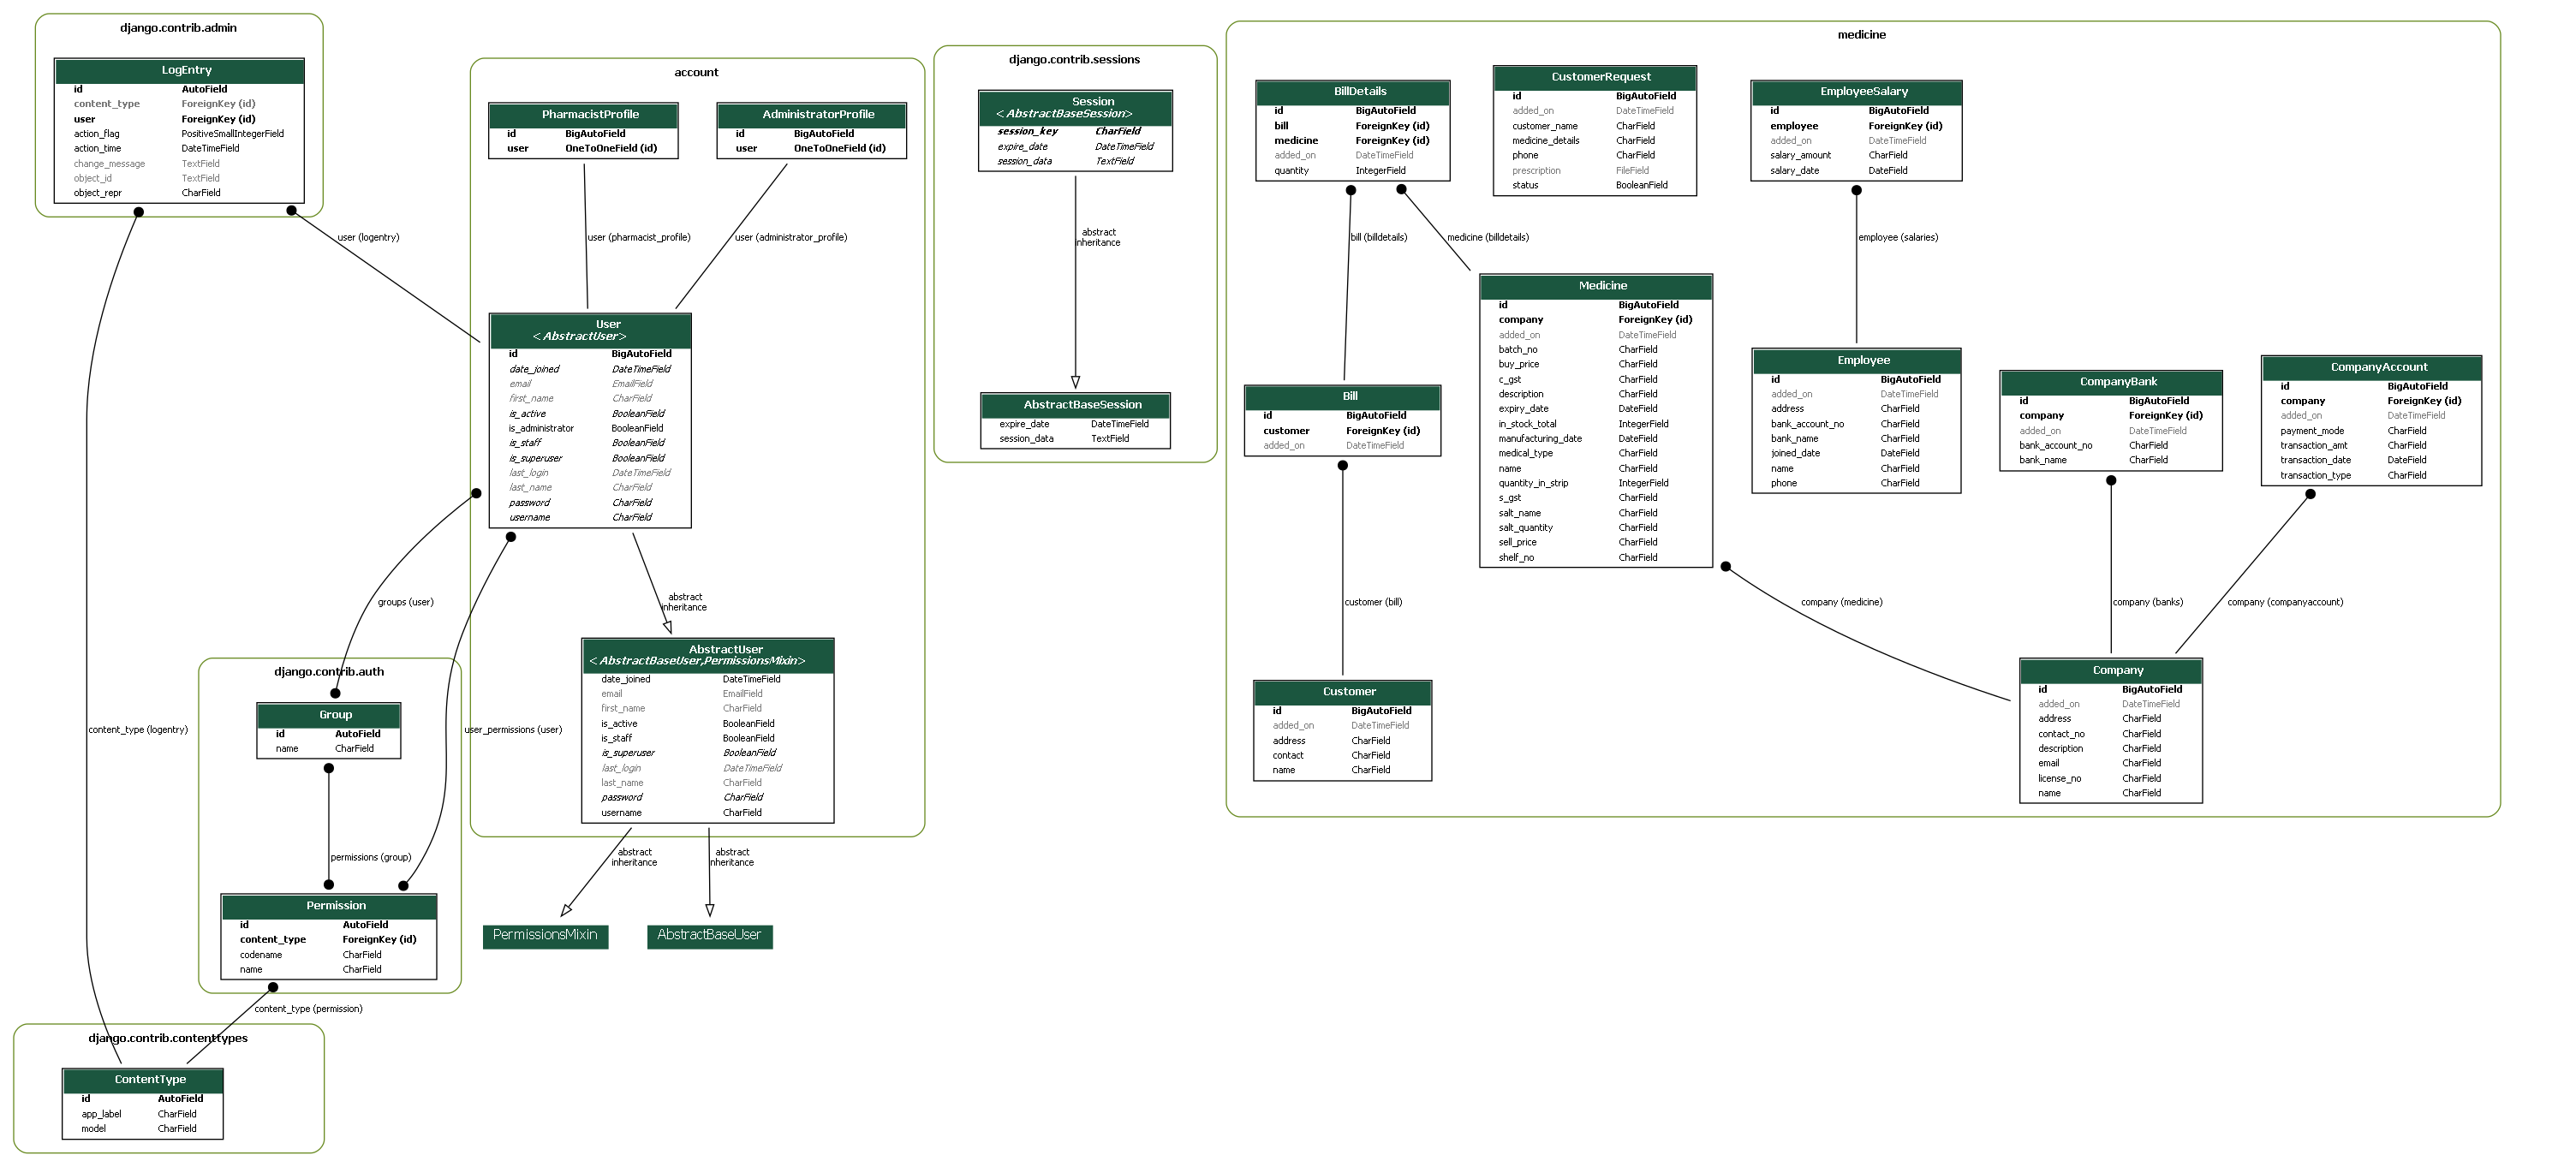 django.contrib.admin
LogEntry
id AutoField
content_type ForeignKey (id)
user ForeignKey (id)
action_flag PositiveSmallIntegerField
action_time DateTimeField
change_message TextField
object_id TextField
object_repr CharField
user (logentry)
content_type (logentry)
account
PharmacistProfile
id BigAutoField
user OneToOneField (id)
AdministratorProfile
id BigAutoField
user OneToOneField (id)
user (pharmacist_profile)
user (administrator_profile)
User
<AbstractUser>
id BigAutoField
date_joined DateTimeField
email EmailField
first_name CharField
is_active BooleanField
is_administrator BooleanField
is_staff BooleanField
is_superuser BooleanField
last_login DateTimeField
last_name CharField
password CharField
username CharField
groups (user)
user_permissions (user)
abstract
inheritance
AbstractUser
<AbstractBaseUser,PermissionsMixin>
date_joined DateTimeField
email EmailField
first_name CharField
is_active BooleanField
is_staff BooleanField
is_superuser BooleanField
last_login DateTimeField
last_name CharField
password CharField
username CharField
abstract
inheritance
abstract
inheritance
PermissionsMixin
AbstractBaseUser
django.contrib.auth
Group
id AutoField
name CharField
permissions (group)
Permission
id AutoField
content_type ForeignKey (id)
codename CharField
name CharField
content_type (permission)
django.contrib.contenttypes
ContentType
id AutoField
app_label CharField
model CharField
django.contrib.sessions
Session
<AbstractBaseSession>
session_key CharField
expire_date DateTimeField
session_data TextField
abstract
inheritance
AbstractBaseSession
expire_date DateTimeField
session_data TextField
medicine
BillDetails
id BigAutoField
bill ForeignKey (id)
medicine ForeignKey (id)
added_on DateTimeField
quantity IntegerField
CustomerRequest
id BigAutoField
added_on DateTimeField
customer_name CharField
medicine_details CharField
phone CharField
prescription FileField
status BooleanField
EmployeeSalary
id BigAutoField
employee ForeignKey (id)
added_on DateTimeField
salary_amount CharField
salary_date DateField
bill (billdetails)
medicine (billdetails)
employee (salaries)
Medicine
id BigAutoField
company ForeignKey (id)
added_on DateTimeField
batch_no CharField
buy_price CharField
c_gst CharField
description CharField
expiry_date DateField
in_stock_total IntegerField
manufacturing_date DateField
medical_type CharField
name CharField
quantity_in_strip IntegerField
s_gst CharField
salt_name CharField
salt_quantity CharField
sell_price CharField
shelf_no CharField
Employee
id BigAutoField
added_on DateTimeField
address CharField
bank_account_no CharField
bank_name CharField
joined_date DateField
name CharField
phone CharField
CompanyBank
id BigAutoField
company ForeignKey (id)
added_on DateTimeField
bank_account_no CharField
bank_name CharField
CompanyAccount
id BigAutoField
company ForeignKey (id)
added_on DateTimeField
payment_mode CharField
transaction_amt CharField
transaction_date DateField
transaction_type CharField
Bill
id BigAutoField
customer ForeignKey (id)
added_on DateTimeField
customer (bill)
company (medicine)
company (banks)
company (companyaccount)
Customer
id BigAutoField
added_on DateTimeField
address CharField
contact CharField
name CharField
Company
id BigAutoField
added_on DateTimeField
address CharField
contact_no CharField
description CharField
email CharField
license_no CharField
name CharField